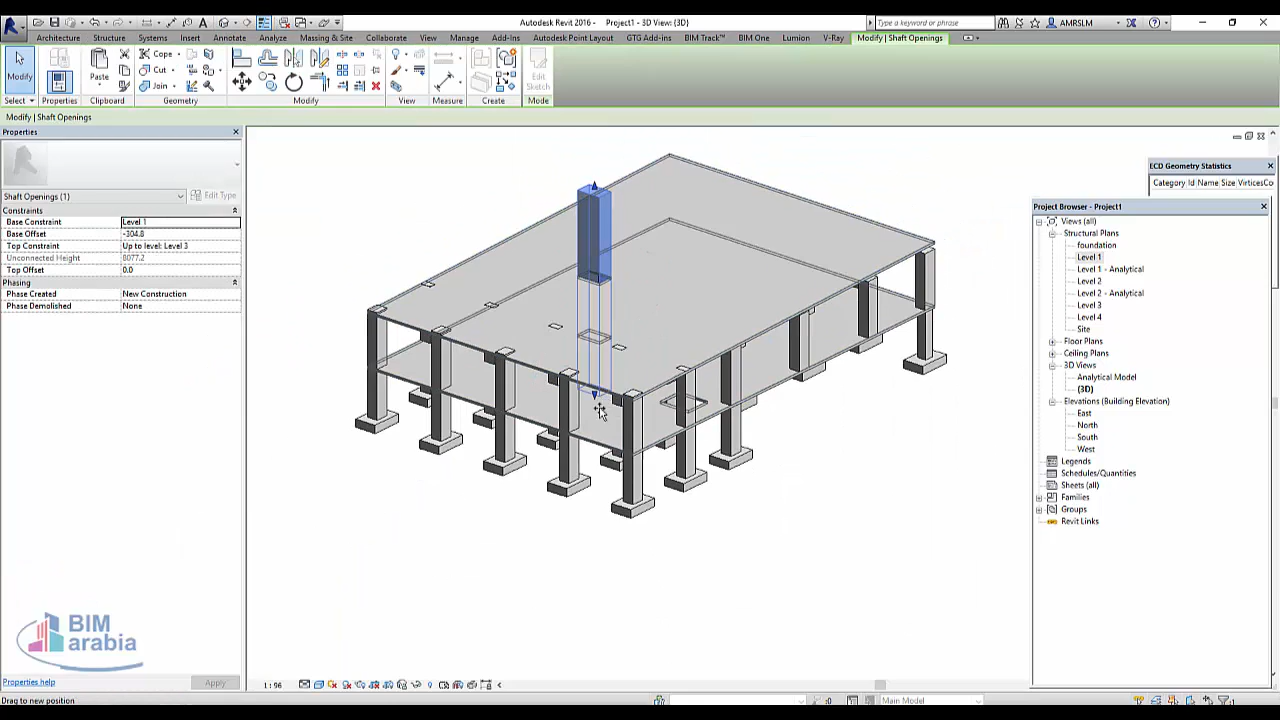 Autodesk Revit 2016 - Project1 - 3D View: {3D}
Type a keyword or phrase
AMRSLM
Architecture Structure Systems Insert Annotate Analyze Massing & Site Collaborate View Manage Add-Ins Autodesk Point Layout GTG Add-ins BIM Track™ BIM One Lumion V-Ray Modify | Shaft Openings
Cope
Modify Paste Cut Edit
Join Sketch
Select Properties Clipboard Geometry Modify View Measure Create Mode
Modify | Shaft Openings
Properties
Shaft Openings (1) Edit Type
Constraints
Base Constraint Level 1
Base Offset -304.8
Top Constraint Up to level: Level 3
Unconnected Height 8077.2
Top Offset 0.0
Phasing
Phase Created New Construction
Phase Demolished None
BIM
arabia
Properties help Apply
ECD Geometry Statistics
Category Id Name Size VirticesCo
Project Browser - Project1
Views (all)
Structural Plans
foundation
Level 1
Level 1 - Analytical
Level 2
Level 2 - Analytical
Level 3
Level 4
Site
Floor Plans
Ceiling Plans
3D Views
Analytical Model
{3D}
Elevations (Building Elevation)
East
North
South
West
Legends
Schedules/Quantities
Sheets (all)
Families
Groups
Revit Links
1 : 96
Drag to new position :0 Main Model :1